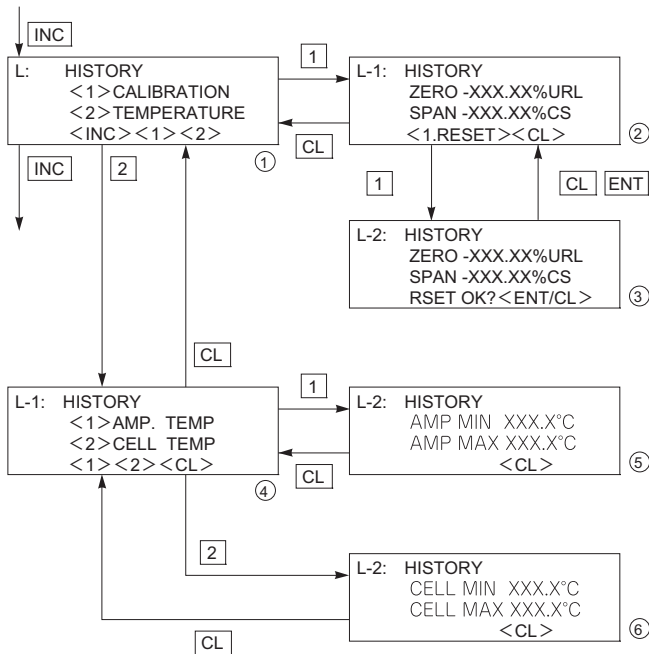 INC
L: HISTORY
<1>CALIBRATION
<2>TEMPERATURE
<INC><1><2>
①
1
CL
L-1: HISTORY
ZERO -XXX.XX%URL
SPAN -XXX.XX%CS
<1.RESET><CL>
②
INC
2
1
CL ENT
L-2: HISTORY
ZERO -XXX.XX%URL
SPAN -XXX.XX%CS
RSET OK?<ENT/CL>
③
CL
L-1: HISTORY
<1>AMP. TEMP
<2>CELL TEMP
<1><2><CL>
④
1
CL
L-2: HISTORY
AMP MIN XXX.X°C
AMP MAX XXX.X°C
<CL>
⑤
2
L-2: HISTORY
CELL MIN XXX.X°C
CELL MAX XXX.X°C
<CL>
⑥
CL